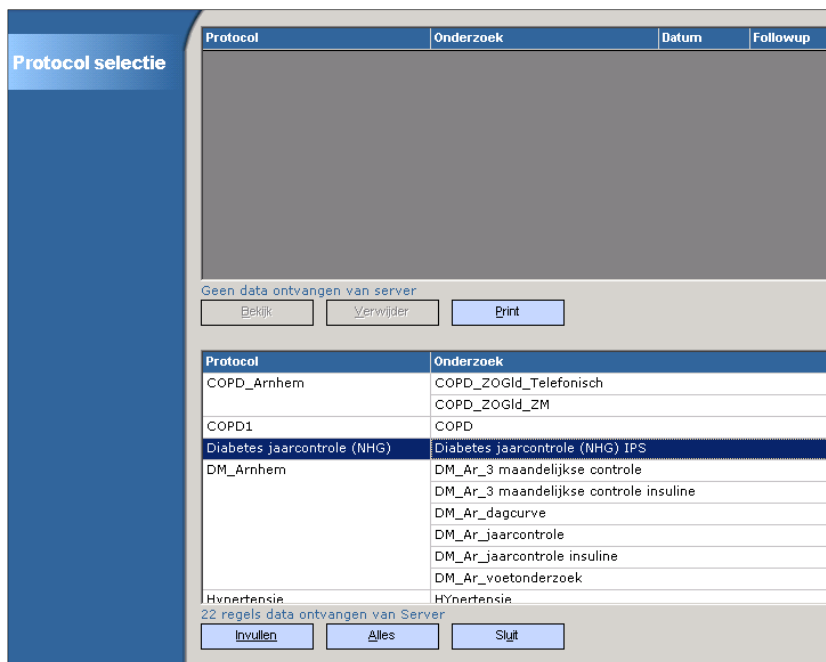 Protocol selectie
Protocol Onderzoek Datum Followup
Geen data ontvangen van server
Bekijk Verwijder Print
Protocol Onderzoek
COPD_Arnhem COPD_ZOGld_Telefonisch
COPD_ZOGld_ZM
COPD1 COPD
Diabetes jaarcontrole (NHG) Diabetes jaarcontrole (NHG) IPS
DM_Arnhem DM_Ar_3 maandelijkse controle
DM_Ar_3 maandelijkse controle insuline
DM_Ar_dagcurve
DM_Ar_jaarcontrole
DM_Ar_jaarcontrole insuline
DM_Ar_voetonderzoek
Hypertensie HYpertensie
22 regels data ontvangen van Server
Invullen Alles Sluit